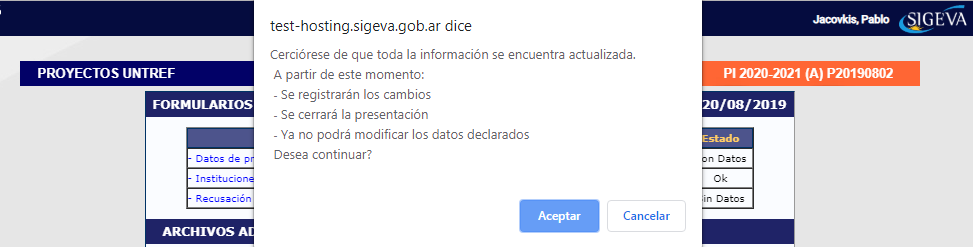 test-hosting.sigeva.gob.ar dice
Jacovkis, Pablo
SIGEVA
Cerciórese de que toda la información se encuentra actualizada.
A partir de este momento:
- Se registrarán los cambios
- Se cerrará la presentación
- Ya no podrá modificar los datos declarados
Desea continuar?
Aceptar
Cancelar
PROYECTOS UNTREF
PI 2020-2021 (A) P20190802
FORMULARIOS
20/08/2019
Estado
- Datos de pr
on Datos
- Institucione
Ok
- Recusación
in Datos
ARCHIVOS AD